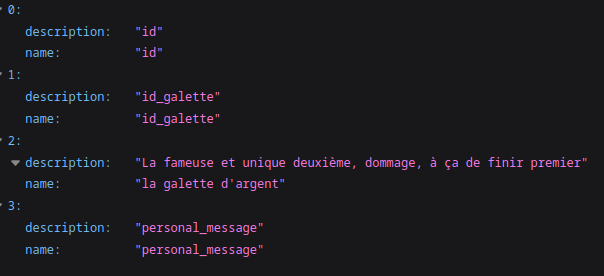 0:
description: "id"
name: "id"
1:
description: "id_galette"
name: "id_galette"
2:
description: "La fameuse et unique deuxième, dommage, à ça de finir premier"
name: "la galette d'argent"
3:
description: "personal_message"
name: "personal_message"